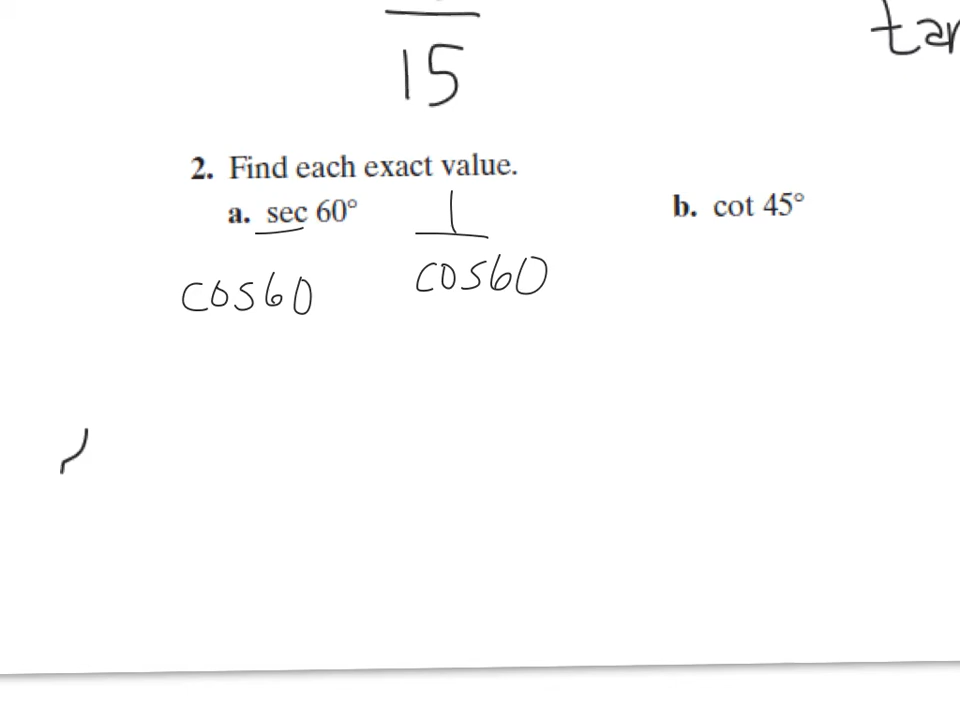 15
tan
2. Find each exact value.
a. sec 60°
1
cos60
cos60
b. cot 45°